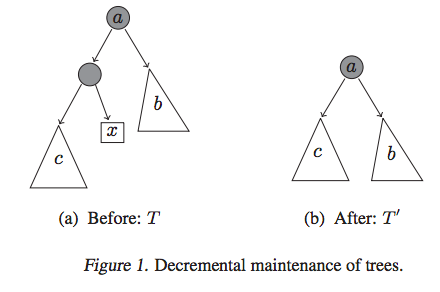 a
b
x
c
a
c
b
(a) Before: T
(b) After: T′
Figure 1. Decremental maintenance of trees.